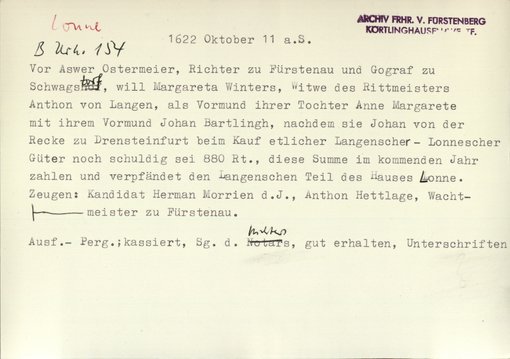 Lonne
ARCHIV FRHR. V. FÜRSTENBERG
B Urk. 154
1622 Oktober 11 a.S.
Vor Aswer Ostermeier, Richter zu Fürstenau und Gograf zu
Schwagsdorf, will Margareta Winters, Witwe des Rittmeisters
Anthon von Langen, als Vormund ihrer Tochter Anne Margarete
mit ihrem Vormund Johan Bartlingh, nachdem sie Johan von der
Recke zu Drensteinfurt beim Kauf etlicher Langenscher- Lonnescher
Güter noch schuldig sei 880 Rt., diese Summe im kommenden Jahr
zahlen und verpfändet den Langenschen Teil des Hauses Lonne.
Zeugen: Kandidat Herman Morrien d.J., Anthon Hettlage, Wacht-
meister zu Fürstenau.
Richters
Ausf.- Perg.;kassiert, Sg. d. Notars, gut erhalten, Unterschriften